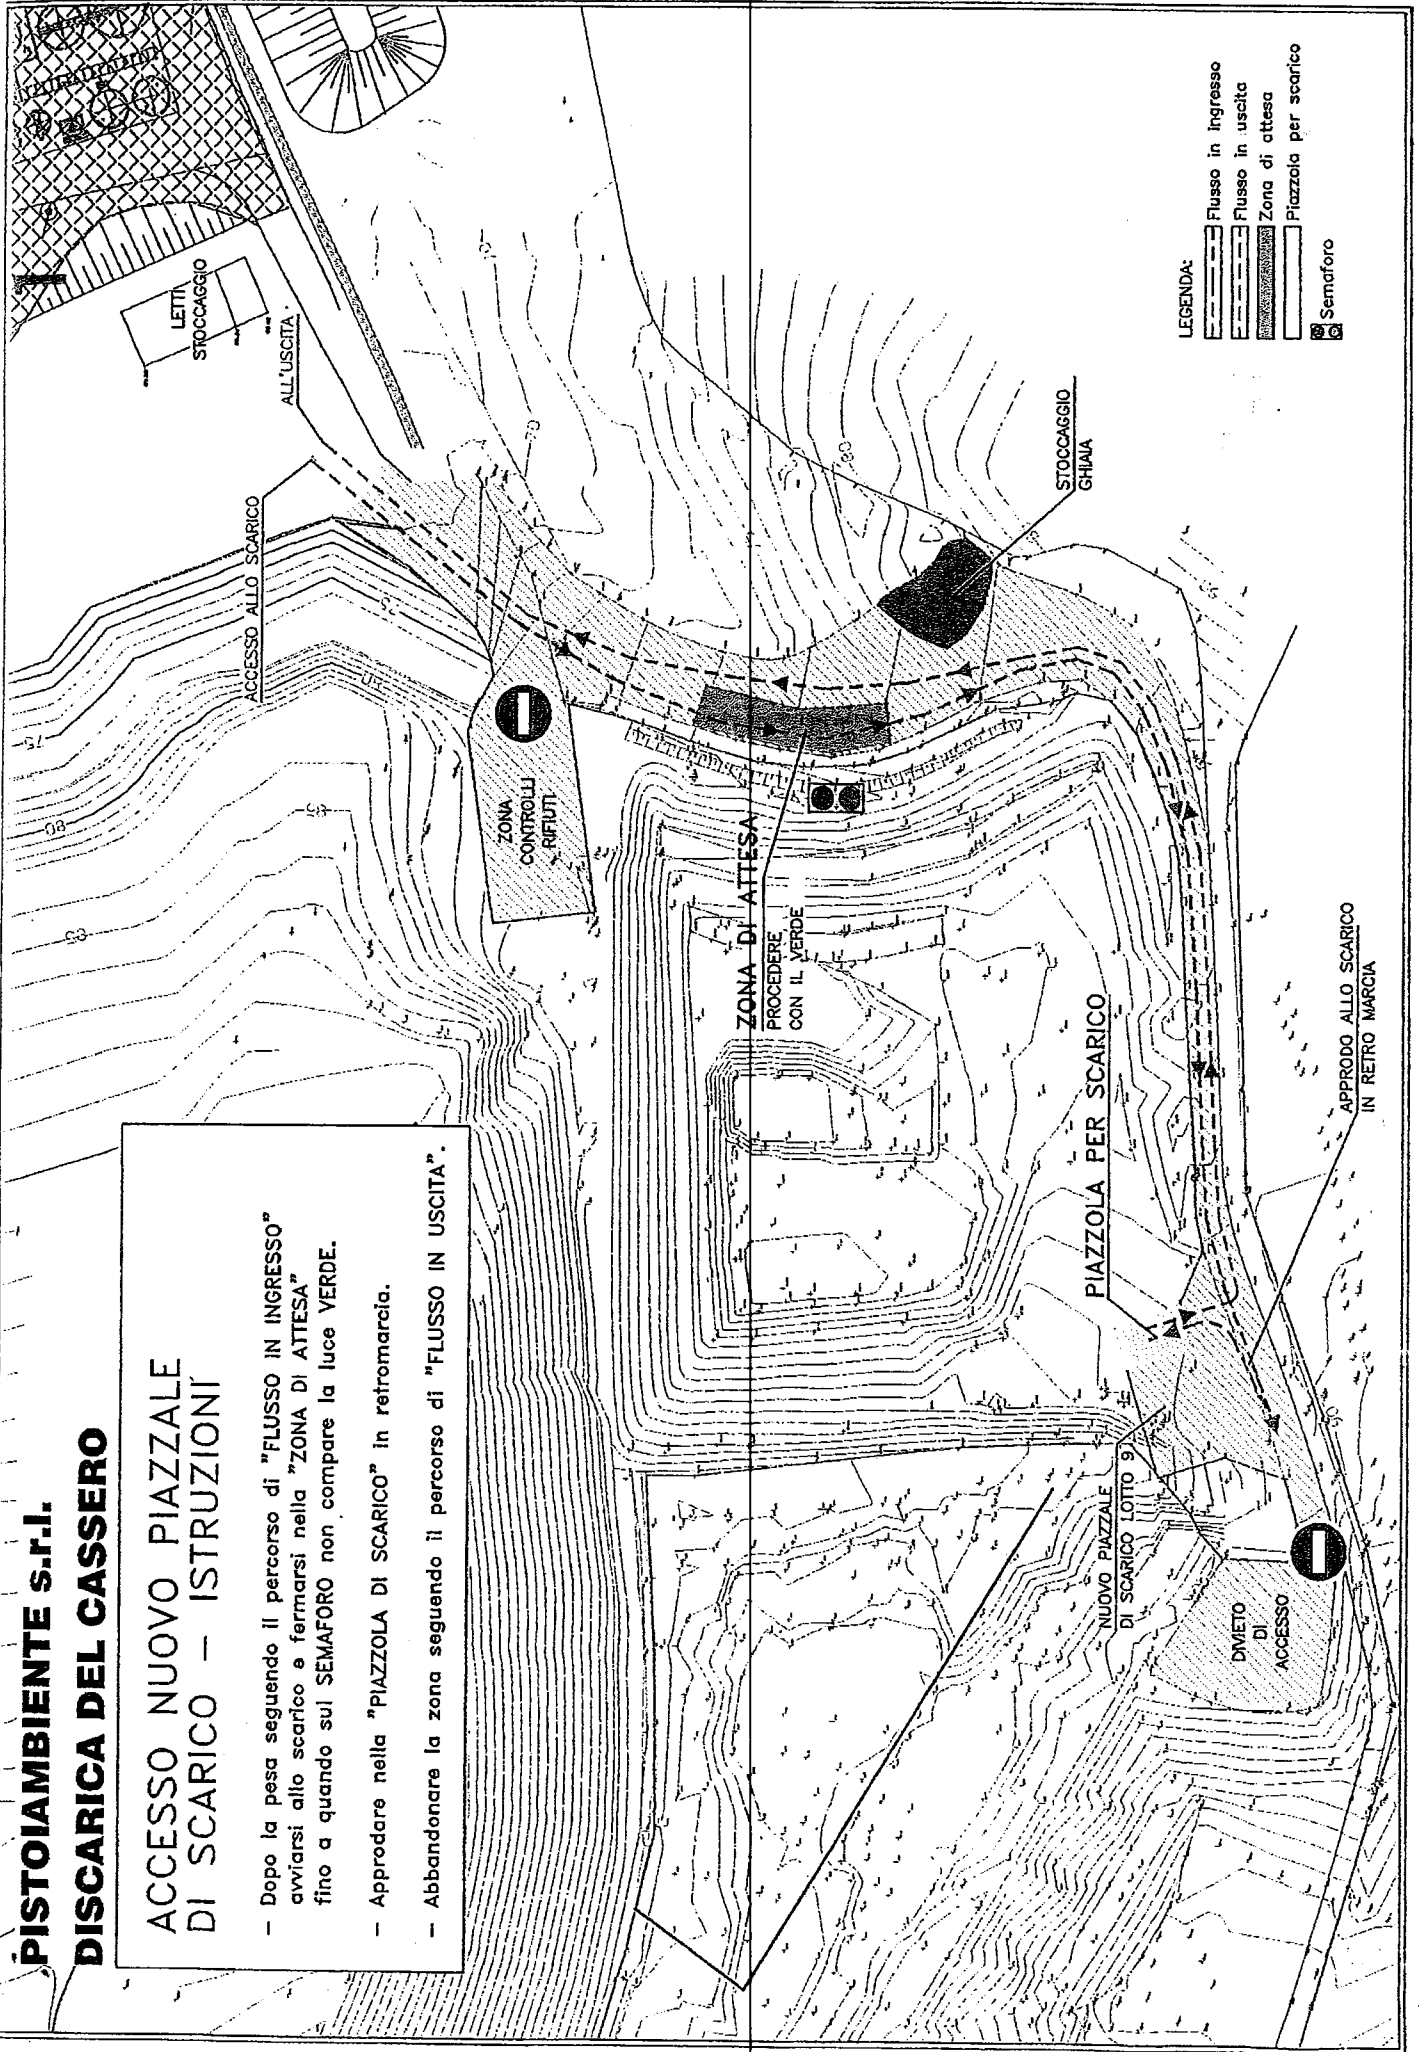 PISTOIAMBIENTE s.r.l.
DISCARICA DEL CASSERO
ACCESSO NUOVO PIAZZALE
DI SCARICO – ISTRUZIONI
– Dopo la pesa seguendo il percorso di "FLUSSO IN INGRESSO"
avviarsi allo scarico e fermarsi nella "ZONA DI ATTESA"
fino a quando sul SEMAFORO non compare la luce VERDE.
– Approdare nella "PIAZZOLA DI SCARICO" in retromarcia.
– Abbandonare la zona seguendo il percorso di "FLUSSO IN USCITA".
LETTI
STOCCAGGIO
ALL'USCITA
ACCESSO ALLO SCARICO
ZONA
CONTROLLI
RIFIUTI
ZONA DI ATTESA
PROCEDERE
CON IL VERDE
STOCCAGGIO
GHIAIA
PIAZZOLA PER SCARICO
APPRODO ALLO SCARICO
IN RETRO MARCIA
NUOVO PIAZZALE
DI SCARICO LOTTO 9
DIVIETO
DI
ACCESSO
LEGENDA:
Flusso in ingresso
Flusso in uscita
Zona di attesa
Piazzola per scarico
Semaforo
75
80
85
70
80